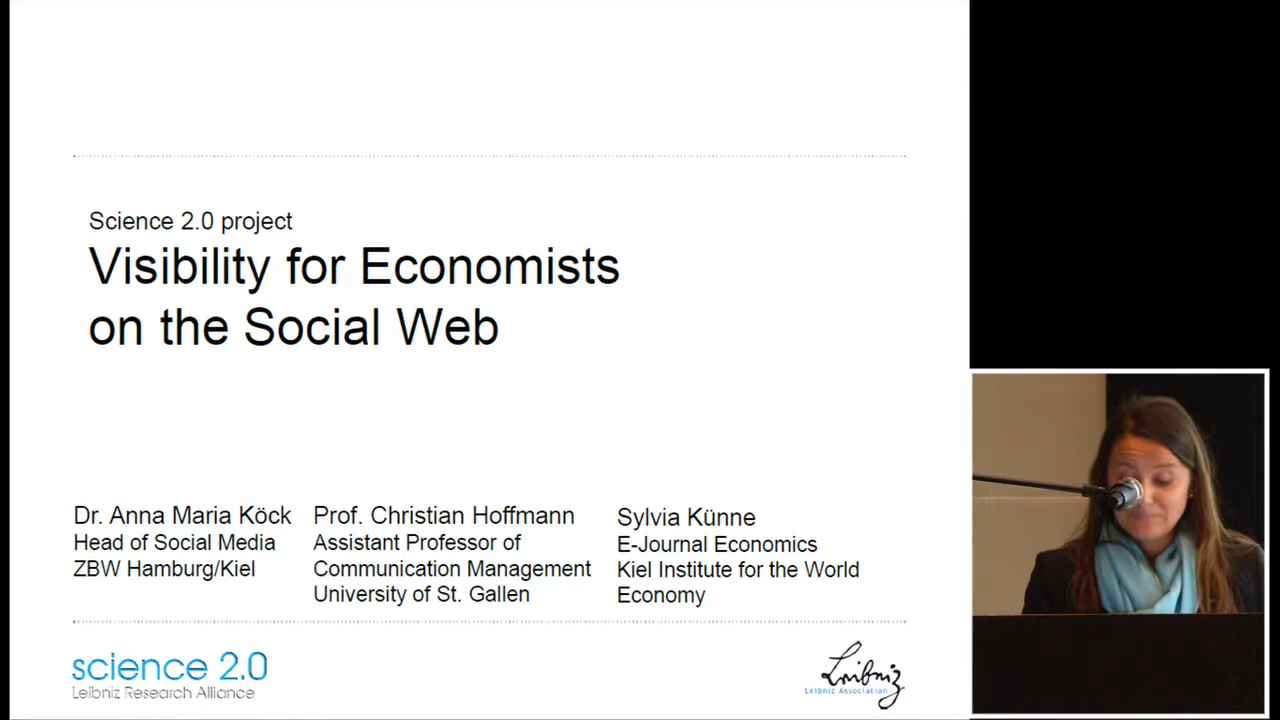 Science 2.0 project
Visibility for Economists
on the Social Web
Dr. Anna Maria Köck
Head of Social Media
ZBW Hamburg/Kiel
Prof. Christian Hoffmann
Assistant Professor of
Communication Management
University of St. Gallen
Sylvia Künne
E-Journal Economics
Kiel Institute for the World
Economy
science 2.0
Leibniz Research Alliance
Leibniz
Leibniz Association